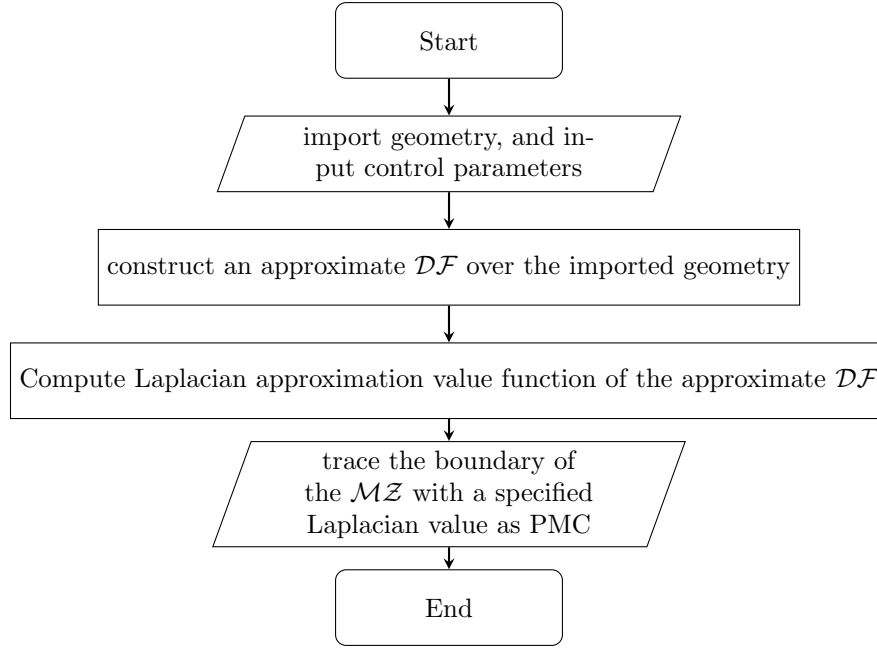 Start
import geometry, and in-
put control parameters
construct an approximate 𝒟ℱ over the imported geometry
Compute Laplacian approximation value function of the approximate 𝒟ℱ
trace the boundary of
the ℳ𝒵 with a specified
Laplacian value as PMC
End